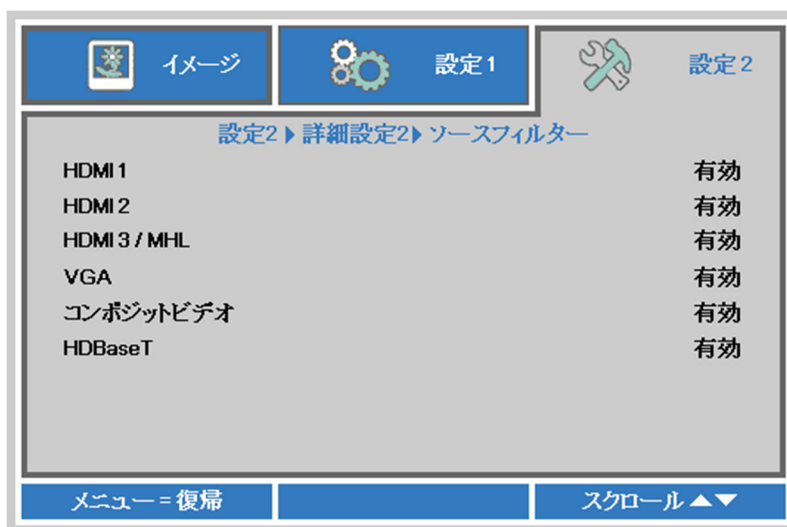 イメージ 設定1 設定2
設定2 ▶ 詳細設定2 ▶ ソースフィルター
HDMI 1 有効
HDMI 2 有効
HDMI 3 / MHL 有効
VGA 有効
コンポジットビデオ 有効
HDBaseT 有効
メニュー = 復帰 スクロール ▲▼